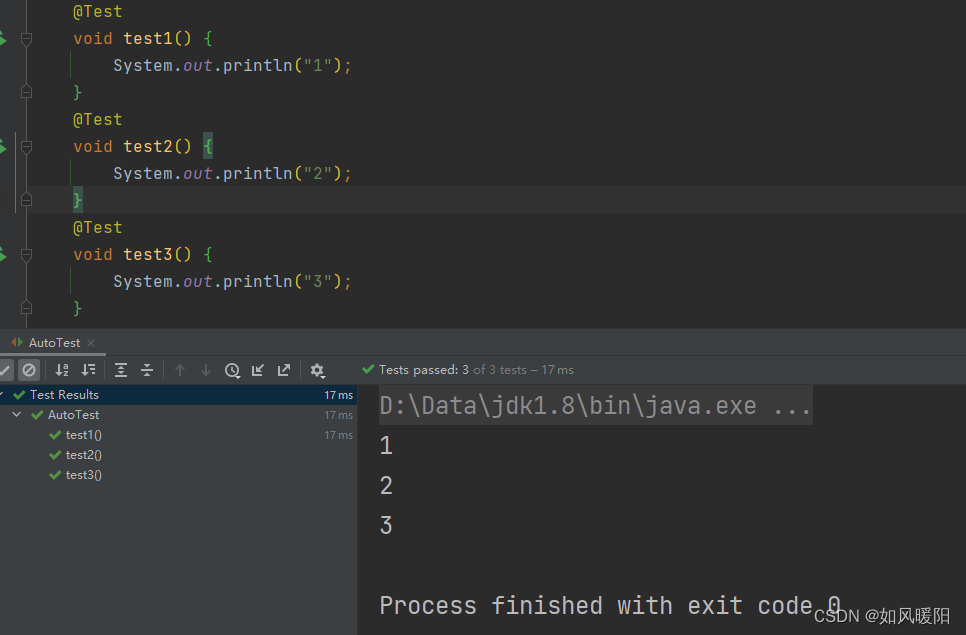 @Test
void test1() {
System.out.println("1");
}
@Test
void test2() {
System.out.println("2");
}
@Test
void test3() {
System.out.println("3");
}
AutoTest
Tests passed: 3 of 3 tests – 17 ms
Test Results 17 ms
AutoTest 17 ms
test1() 17 ms
test2()
test3()
D:\Data\jdk1.8\bin\java.exe ...
1
2
3
Process finished with exit code 0
CSDN @如风暖阳